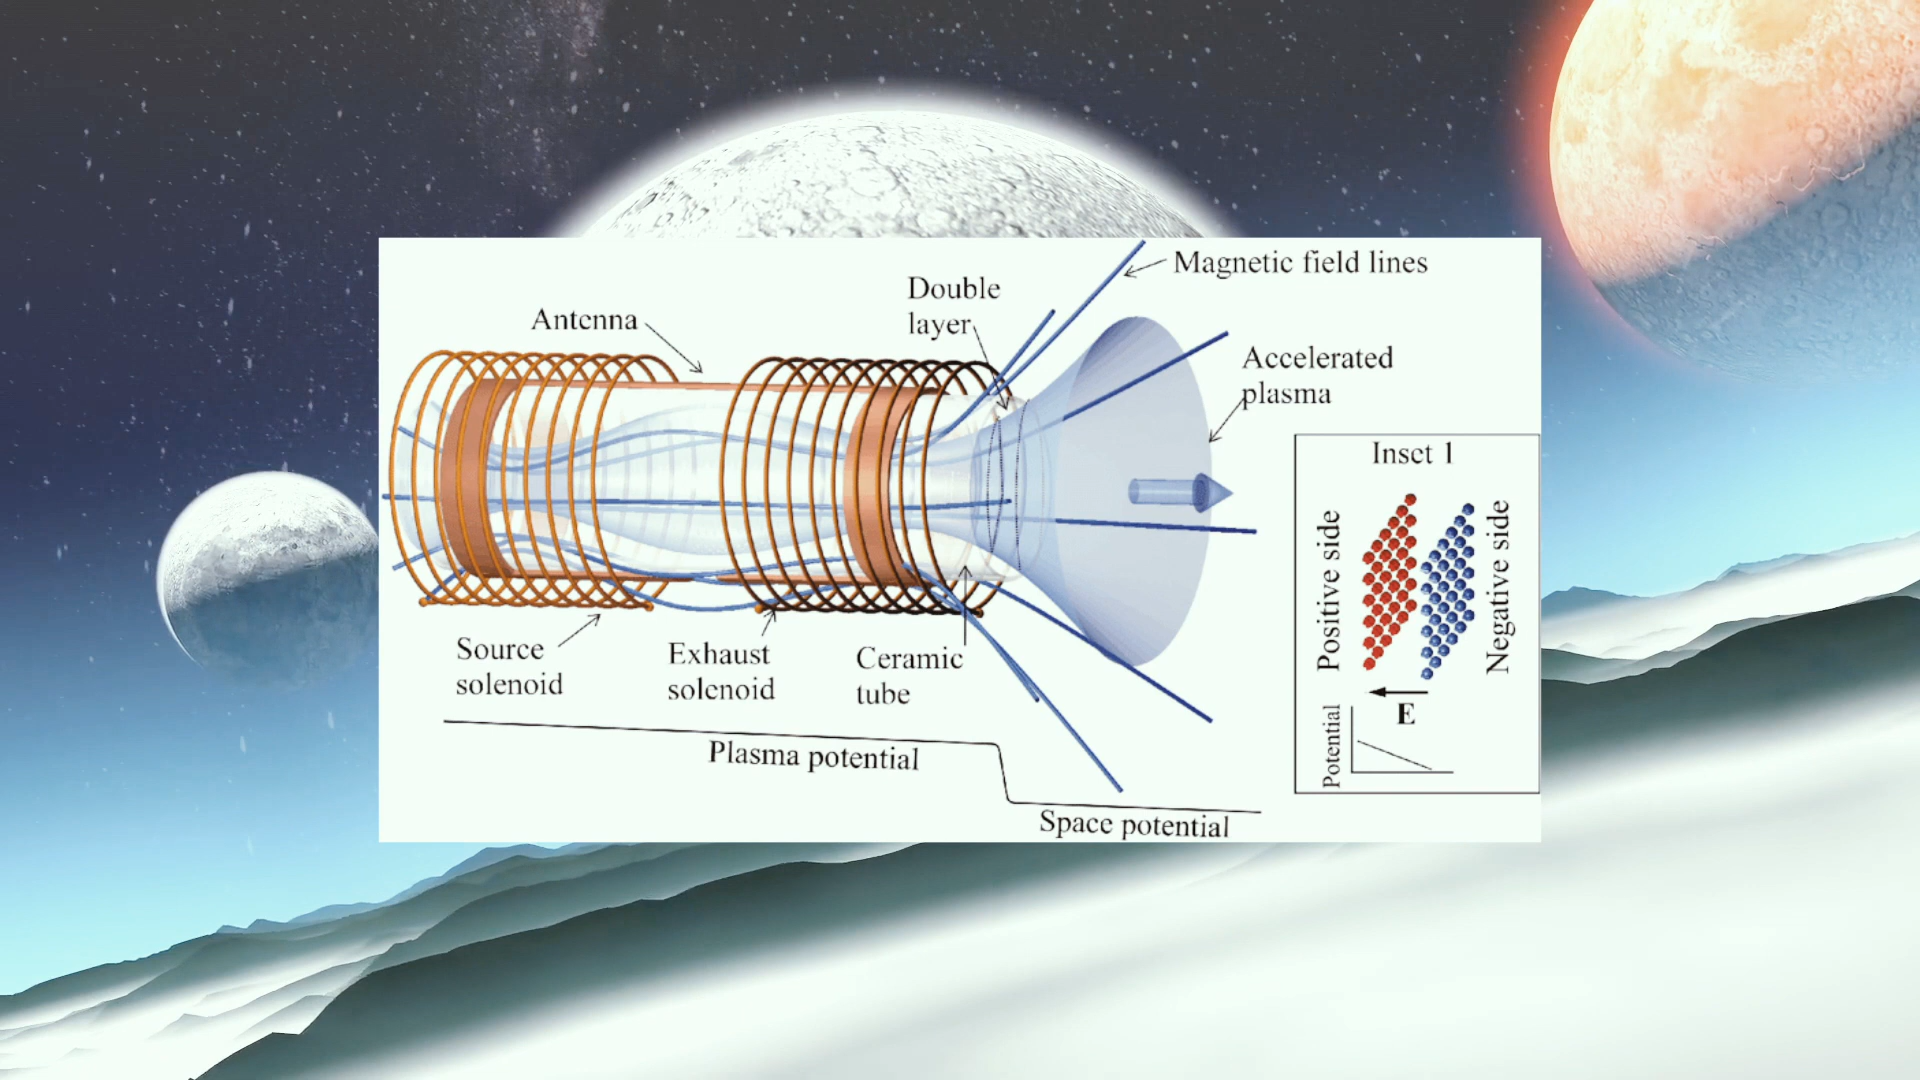 Magnetic field lines
Double
layer
Antenna
Accelerated
plasma
Inset 1
Positive side
Negative side
Source
solenoid
Exhaust
solenoid
Ceramic
tube
E
Potential
Plasma potential
Space potential